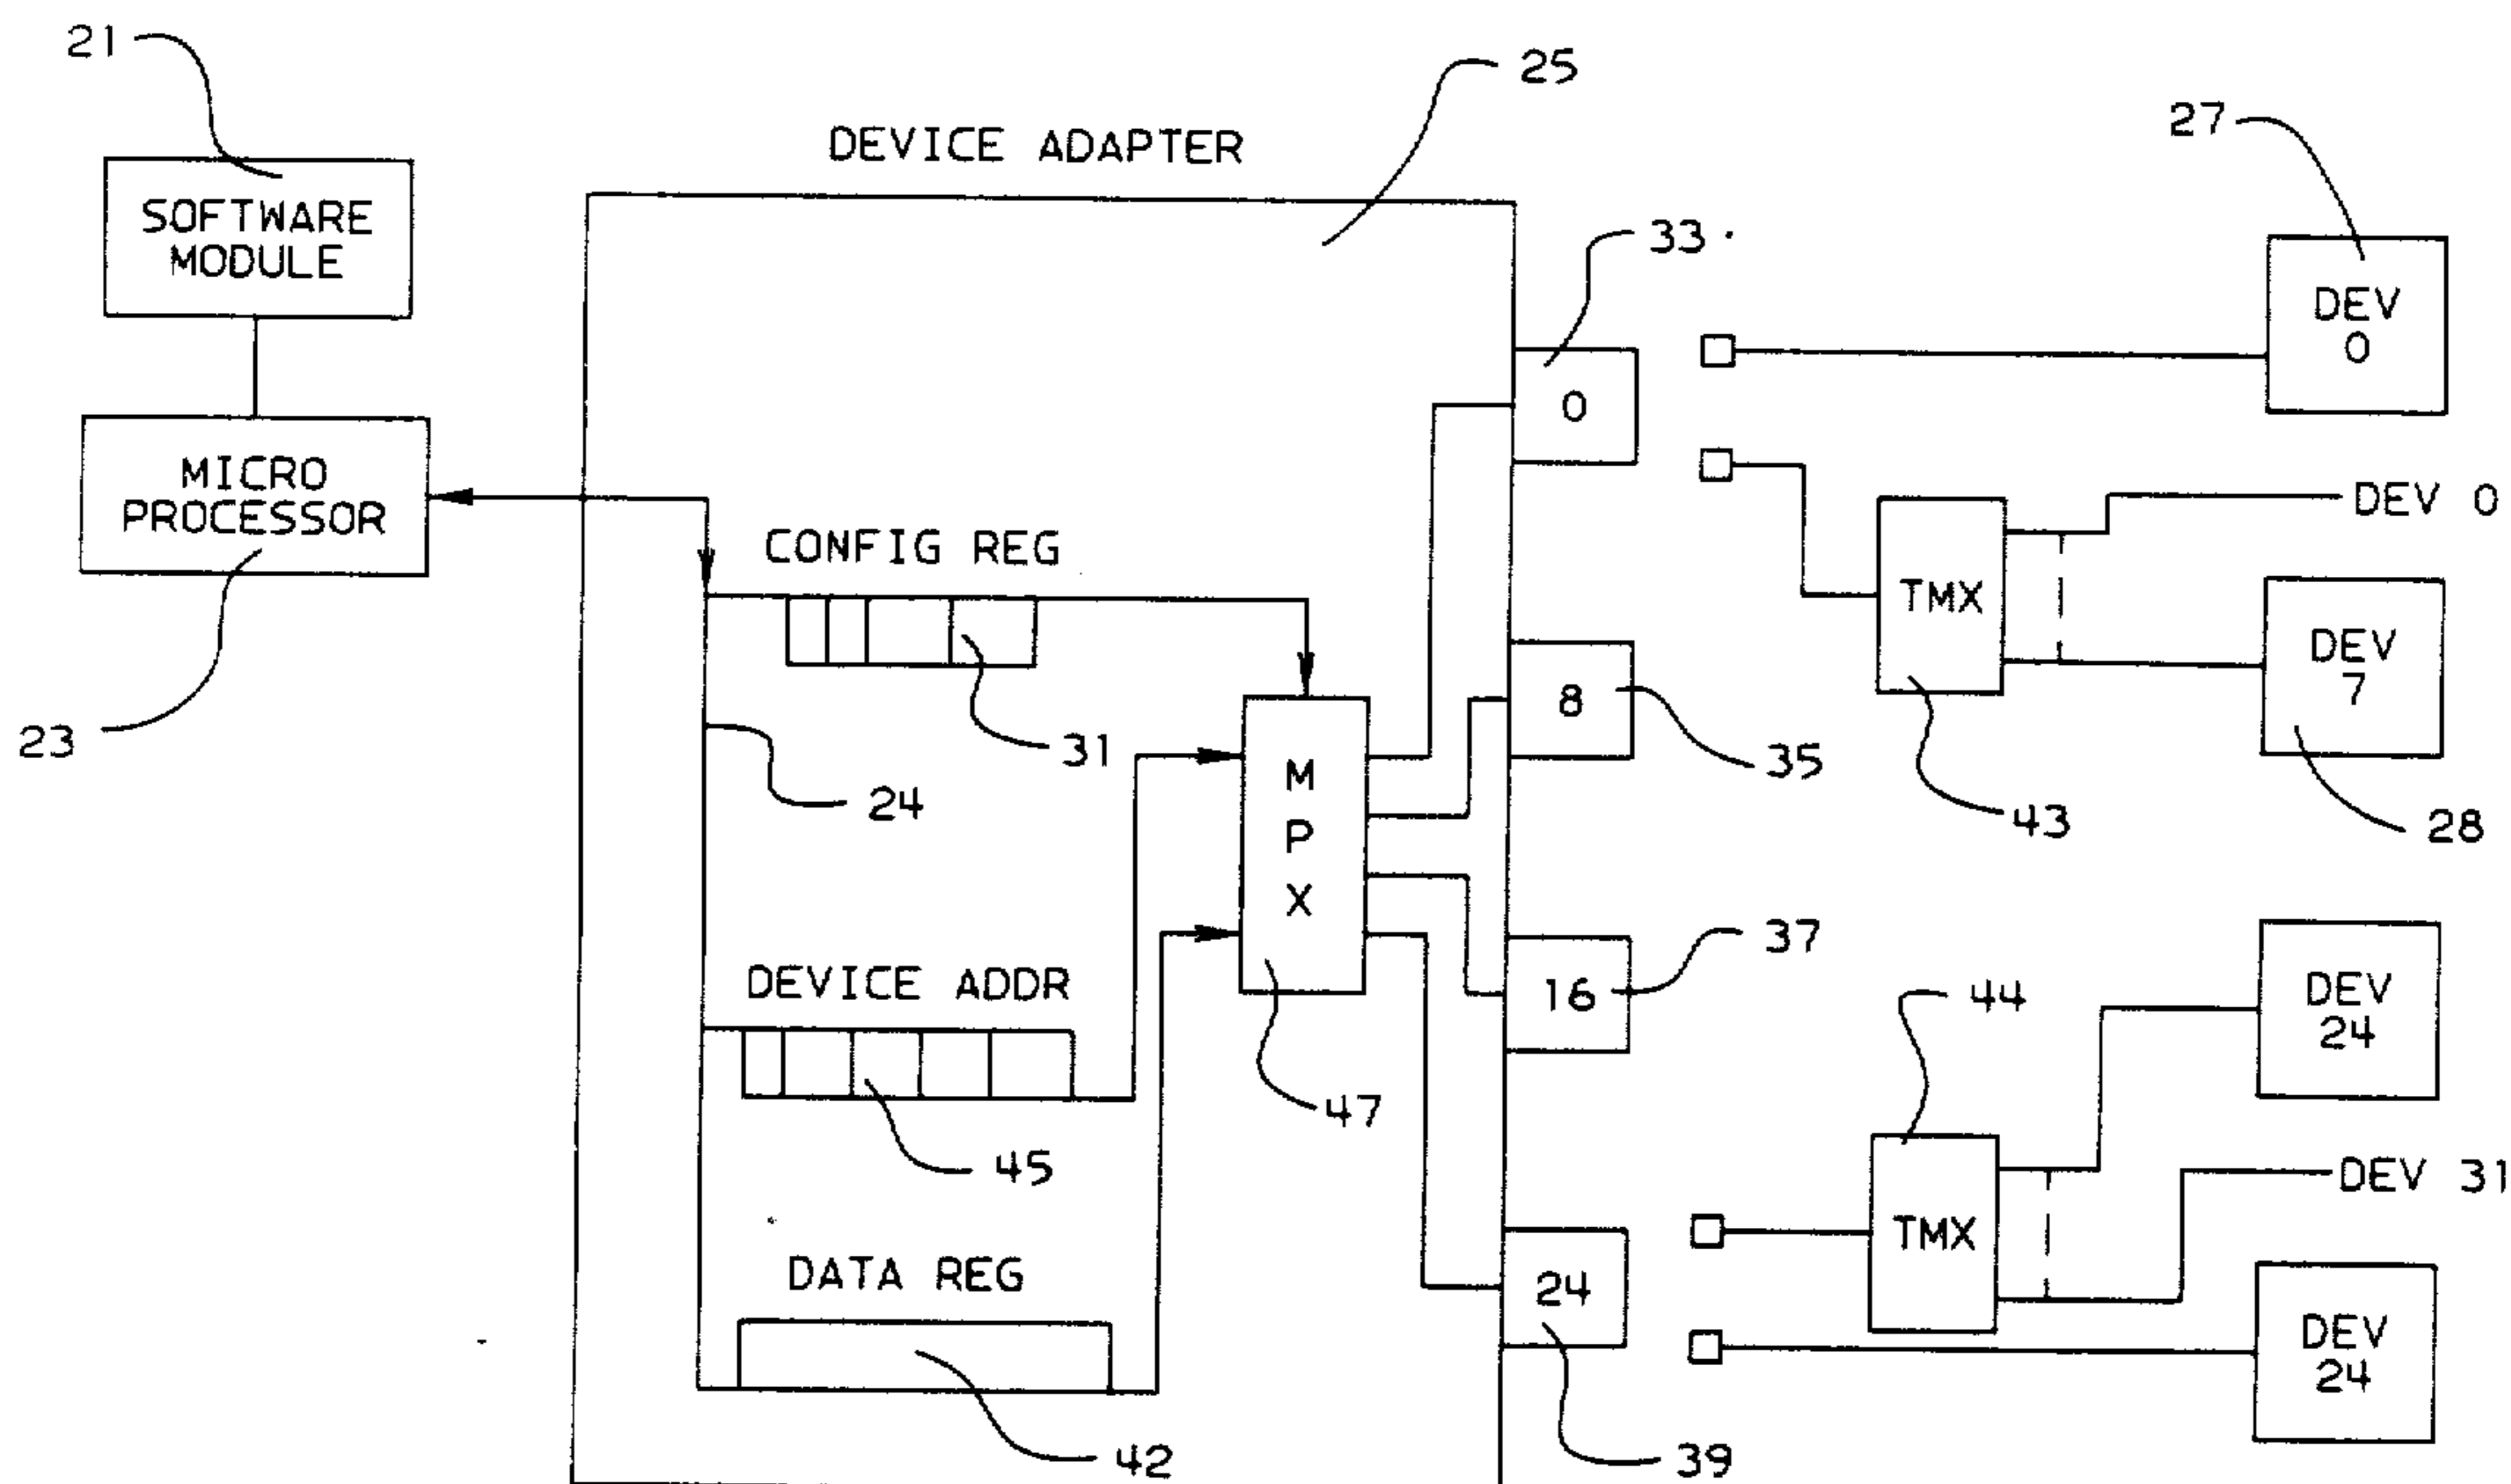 21
25
DEVICE ADAPTER
27
SOFTWARE
MODULE
33
DEV
0
0
MICRO
PROCESSOR
DEV 0
CONFIG REG
TMX
DEV
7
23
31
8
35
24
43
28
M
P
X
37
DEVICE ADDR
16
44
DEV
24
47
45
DEV 31
TMX
DATA REG
24
DEV
24
42
39